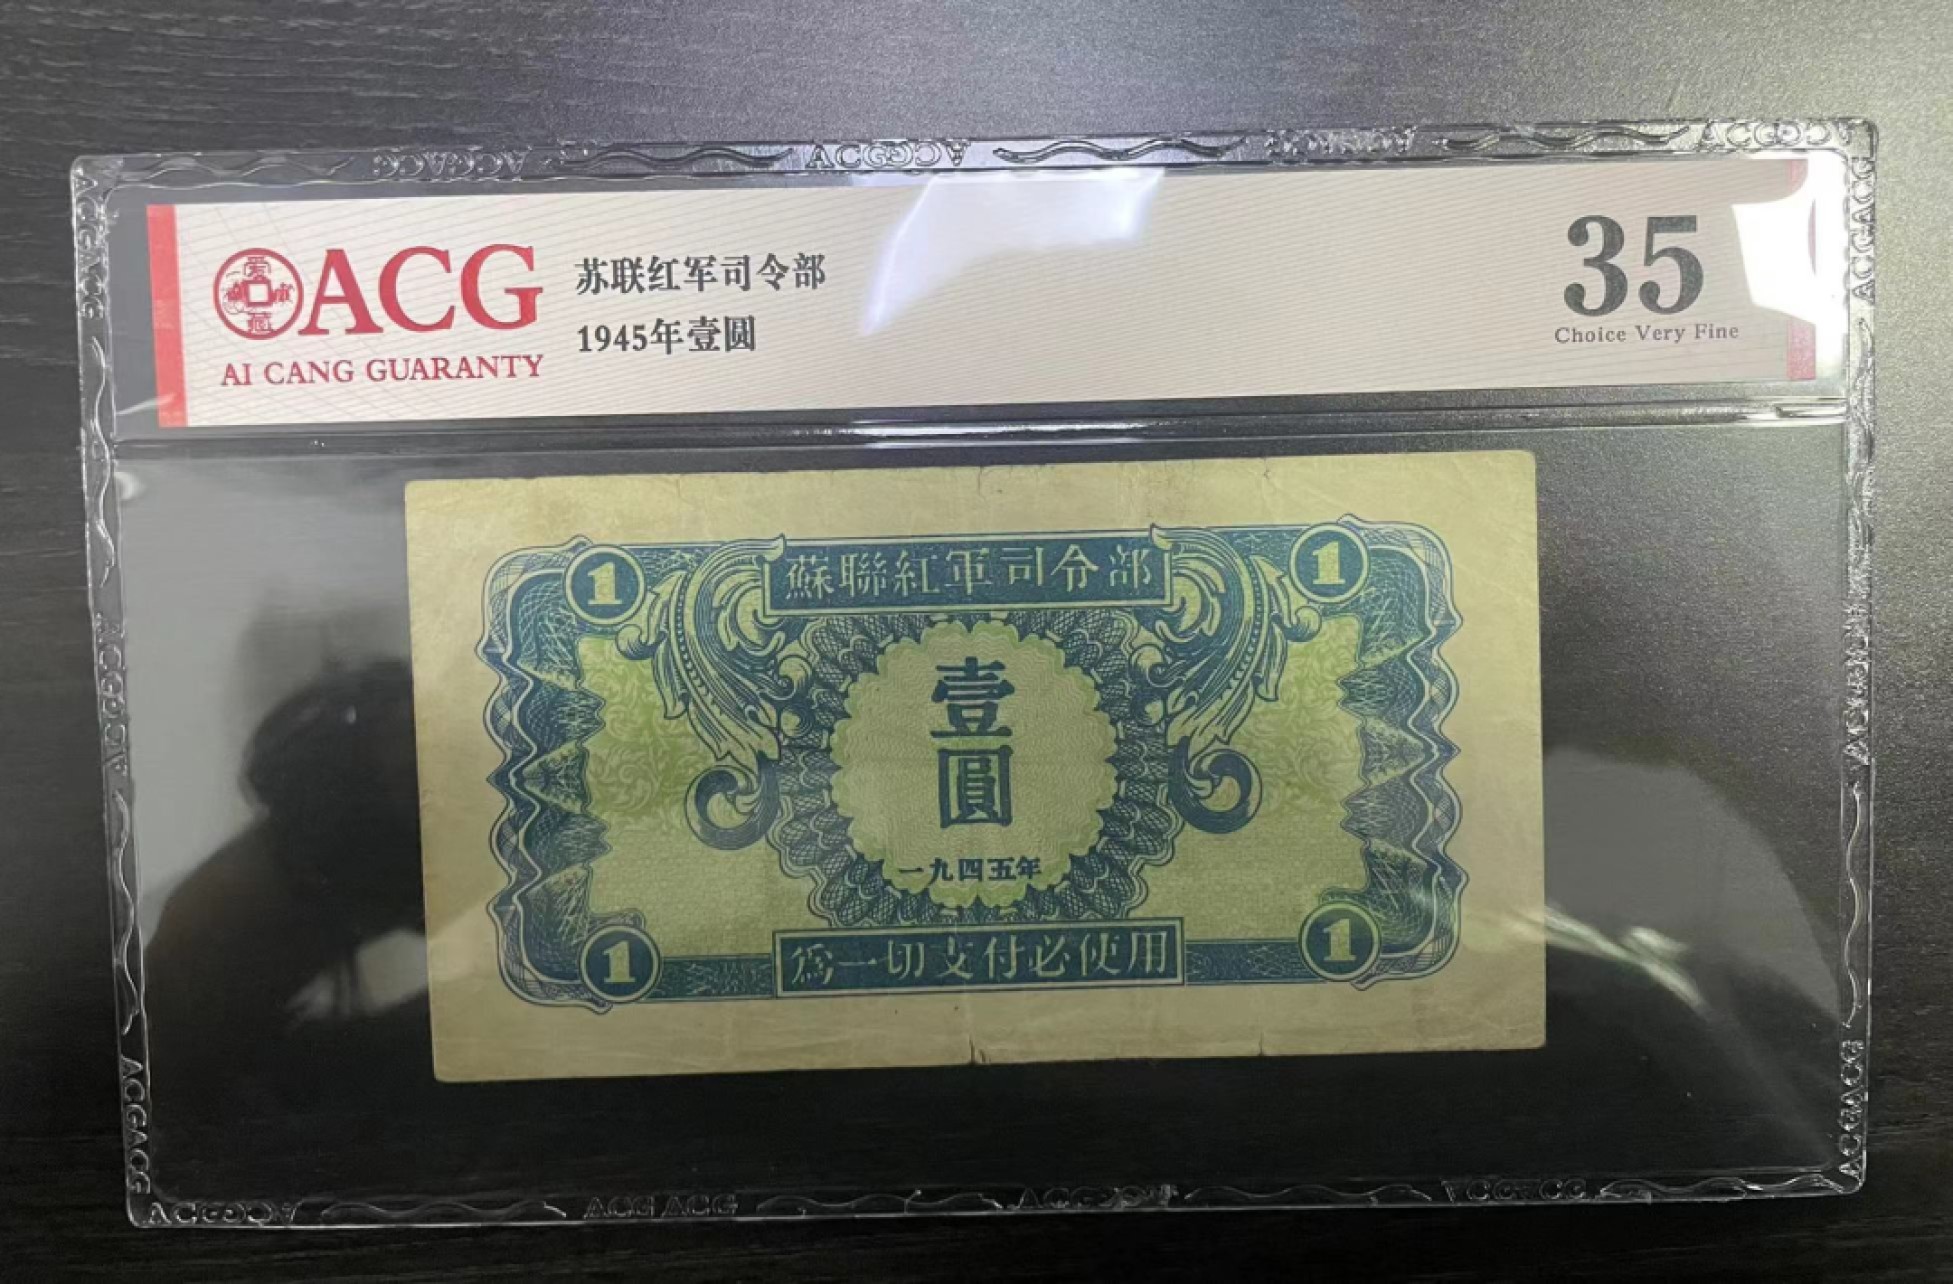 ACG
AI CANG GUARANTY
苏联红军司令部
1945年壹圆
35
Choice Very Fine
1
蘇聯紅軍司令部
1
壹
圓
一九四五年
1
爲一切支付必使用
1